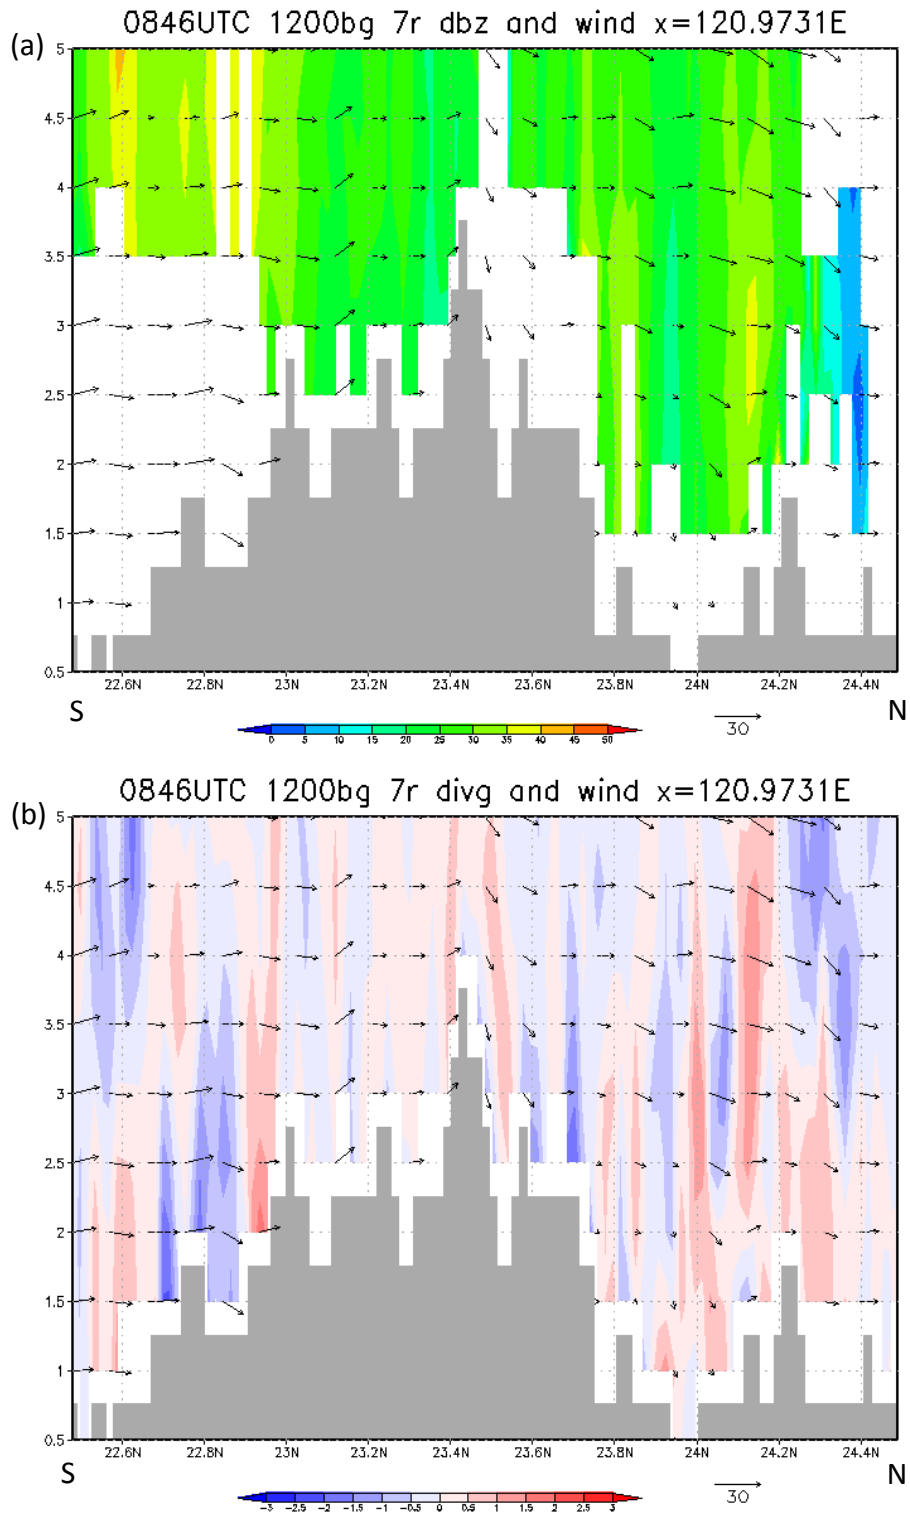 0846UTC 1200bg 7r dbz and wind x=120.9731E
(a)
5
4.5
4
3.5
3
2.5
2
1.5
1
0.5
22.6N 22.8N 23N 23.2N 23.4N 23.6N 23.8N 24N 24.2N 24.4N
S N
0 5 10 15 20 25 30 35 40 45 50
30
0846UTC 1200bg 7r divg and wind x=120.9731E
(b)
5
4.5
4
3.5
3
2.5
2
1.5
1
0.5
22.6N 22.8N 23N 23.2N 23.4N 23.6N 23.8N 24N 24.2N 24.4N
S N
-3 -2.5 -2 -1.5 -1 -0.5 0 0.5 1 1.5 2 2.5 3
30